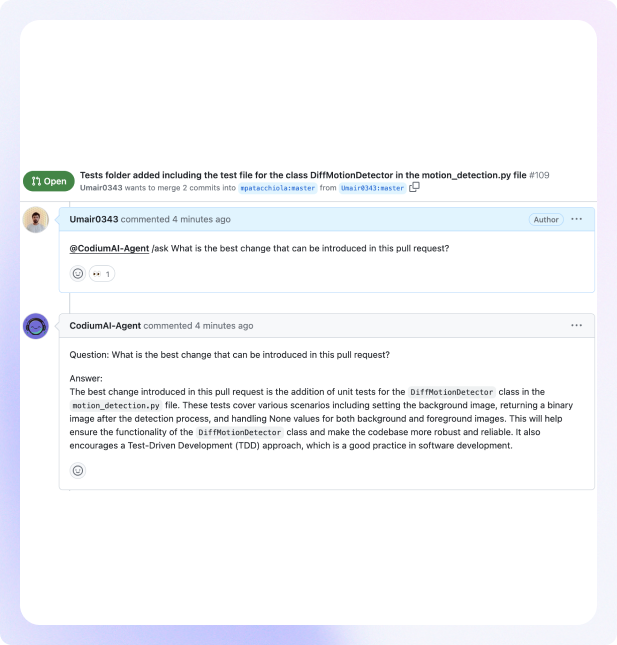 Open
Tests folder added including the test file for the class DiffMotionDetector in the motion_detection.py file #109
Umair0343 wants to merge 2 commits into mpatacchiola:master from Umair0343:master
Umair0343 commented 4 minutes ago
Author
@CodiumAI-Agent /ask What is the best change that can be introduced in this pull request?
1
CodiumAI-Agent commented 4 minutes ago
Question: What is the best change that can be introduced in this pull request?
Answer:
The best change introduced in this pull request is the addition of unit tests for the DiffMotionDetector class in the
motion_detection.py file. These tests cover various scenarios including setting the background image, returning a binary
image after the detection process, and handling None values for both background and foreground images. This will help
ensure the functionality of the DiffMotionDetector class and make the codebase more robust and reliable. It also
encourages a Test-Driven Development (TDD) approach, which is a good practice in software development.